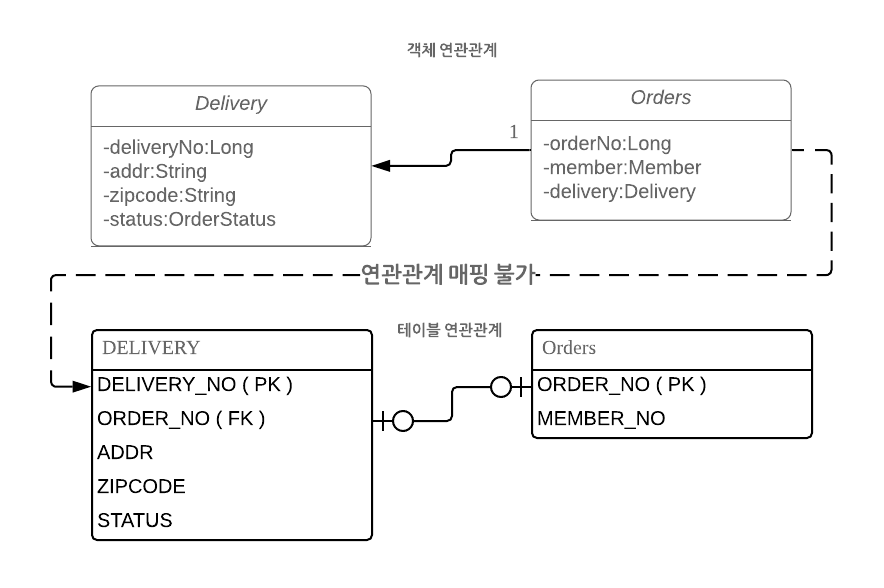 객체 연관관계
Delivery
-deliveryNo:Long
-addr:String
-zipcode:String
-status:OrderStatus
1
Orders
-orderNo:Long
-member:Member
-delivery:Delivery
연관관계 매핑 불가
테이블 연관관계
DELIVERY
DELIVERY_NO ( PK )
ORDER_NO ( FK )
ADDR
ZIPCODE
STATUS
Orders
ORDER_NO ( PK )
MEMBER_NO